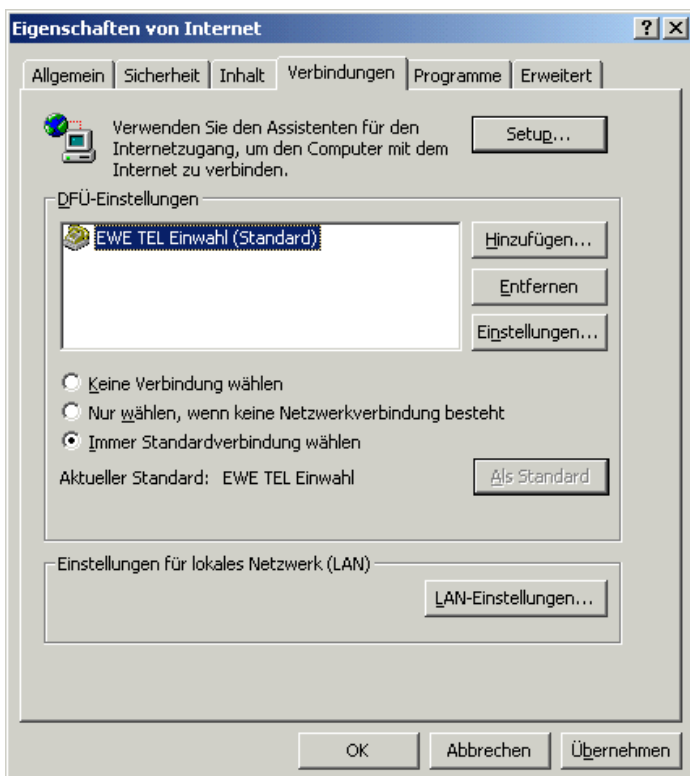 Eigenschaften von Internet
Allgemein Sicherheit Inhalt Verbindungen Programme Erweitert
Verwenden Sie den Assistenten für den
Internetzugang, um den Computer mit dem
Internet zu verbinden.
Setup...
DFÜ-Einstellungen
EWE TEL Einwahl (Standard)
Hinzufügen...
Entfernen
Einstellungen...
Keine Verbindung wählen
Nur wählen, wenn keine Netzwerkverbindung besteht
Immer Standardverbindung wählen
Aktueller Standard: EWE TEL Einwahl
Als Standard
Einstellungen für lokales Netzwerk (LAN)
LAN-Einstellungen...
OK Abbrechen Übernehmen